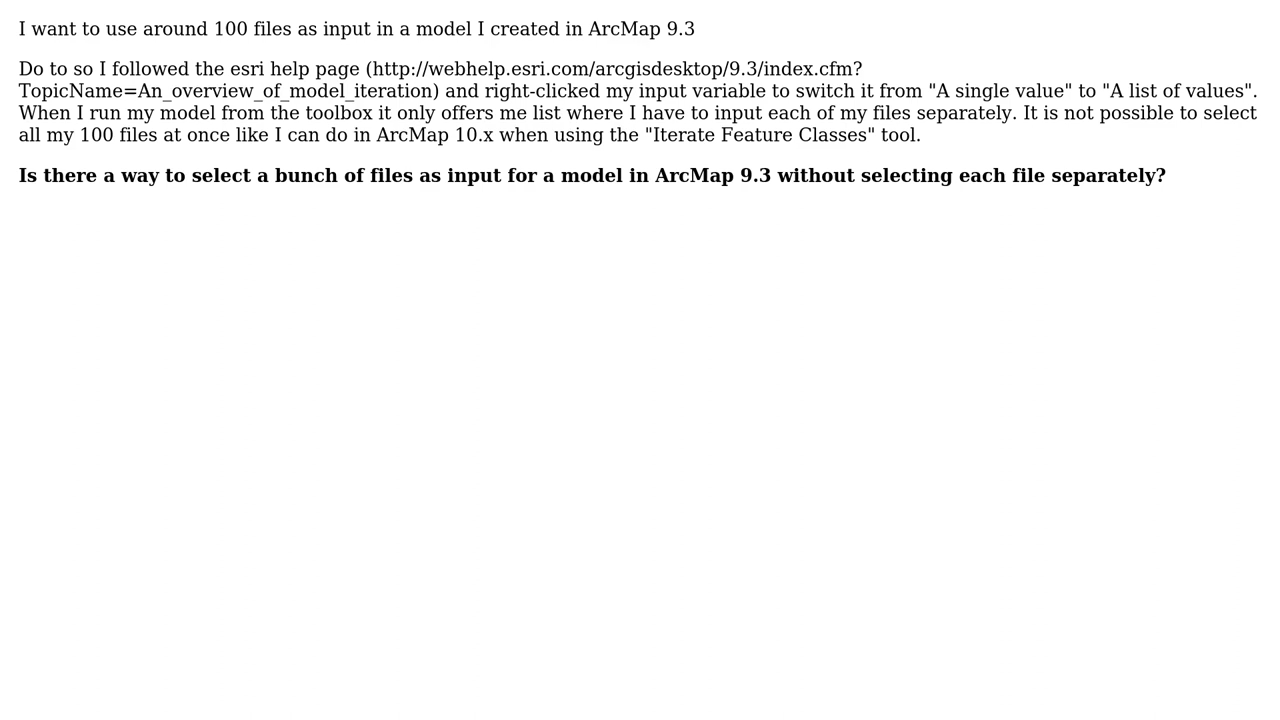 I want to use around 100 files as input in a model I created in ArcMap 9.3
Do to so I followed the esri help page (http://webhelp.esri.com/arcgisdesktop/9.3/index.cfm?
TopicName=An_overview_of_model_iteration) and right-clicked my input variable to switch it from "A single value" to "A list of values".
When I run my model from the toolbox it only offers me list where I have to input each of my files separately. It is not possible to select
all my 100 files at once like I can do in ArcMap 10.x when using the "Iterate Feature Classes" tool.
Is there a way to select a bunch of files as input for a model in ArcMap 9.3 without selecting each file separately?